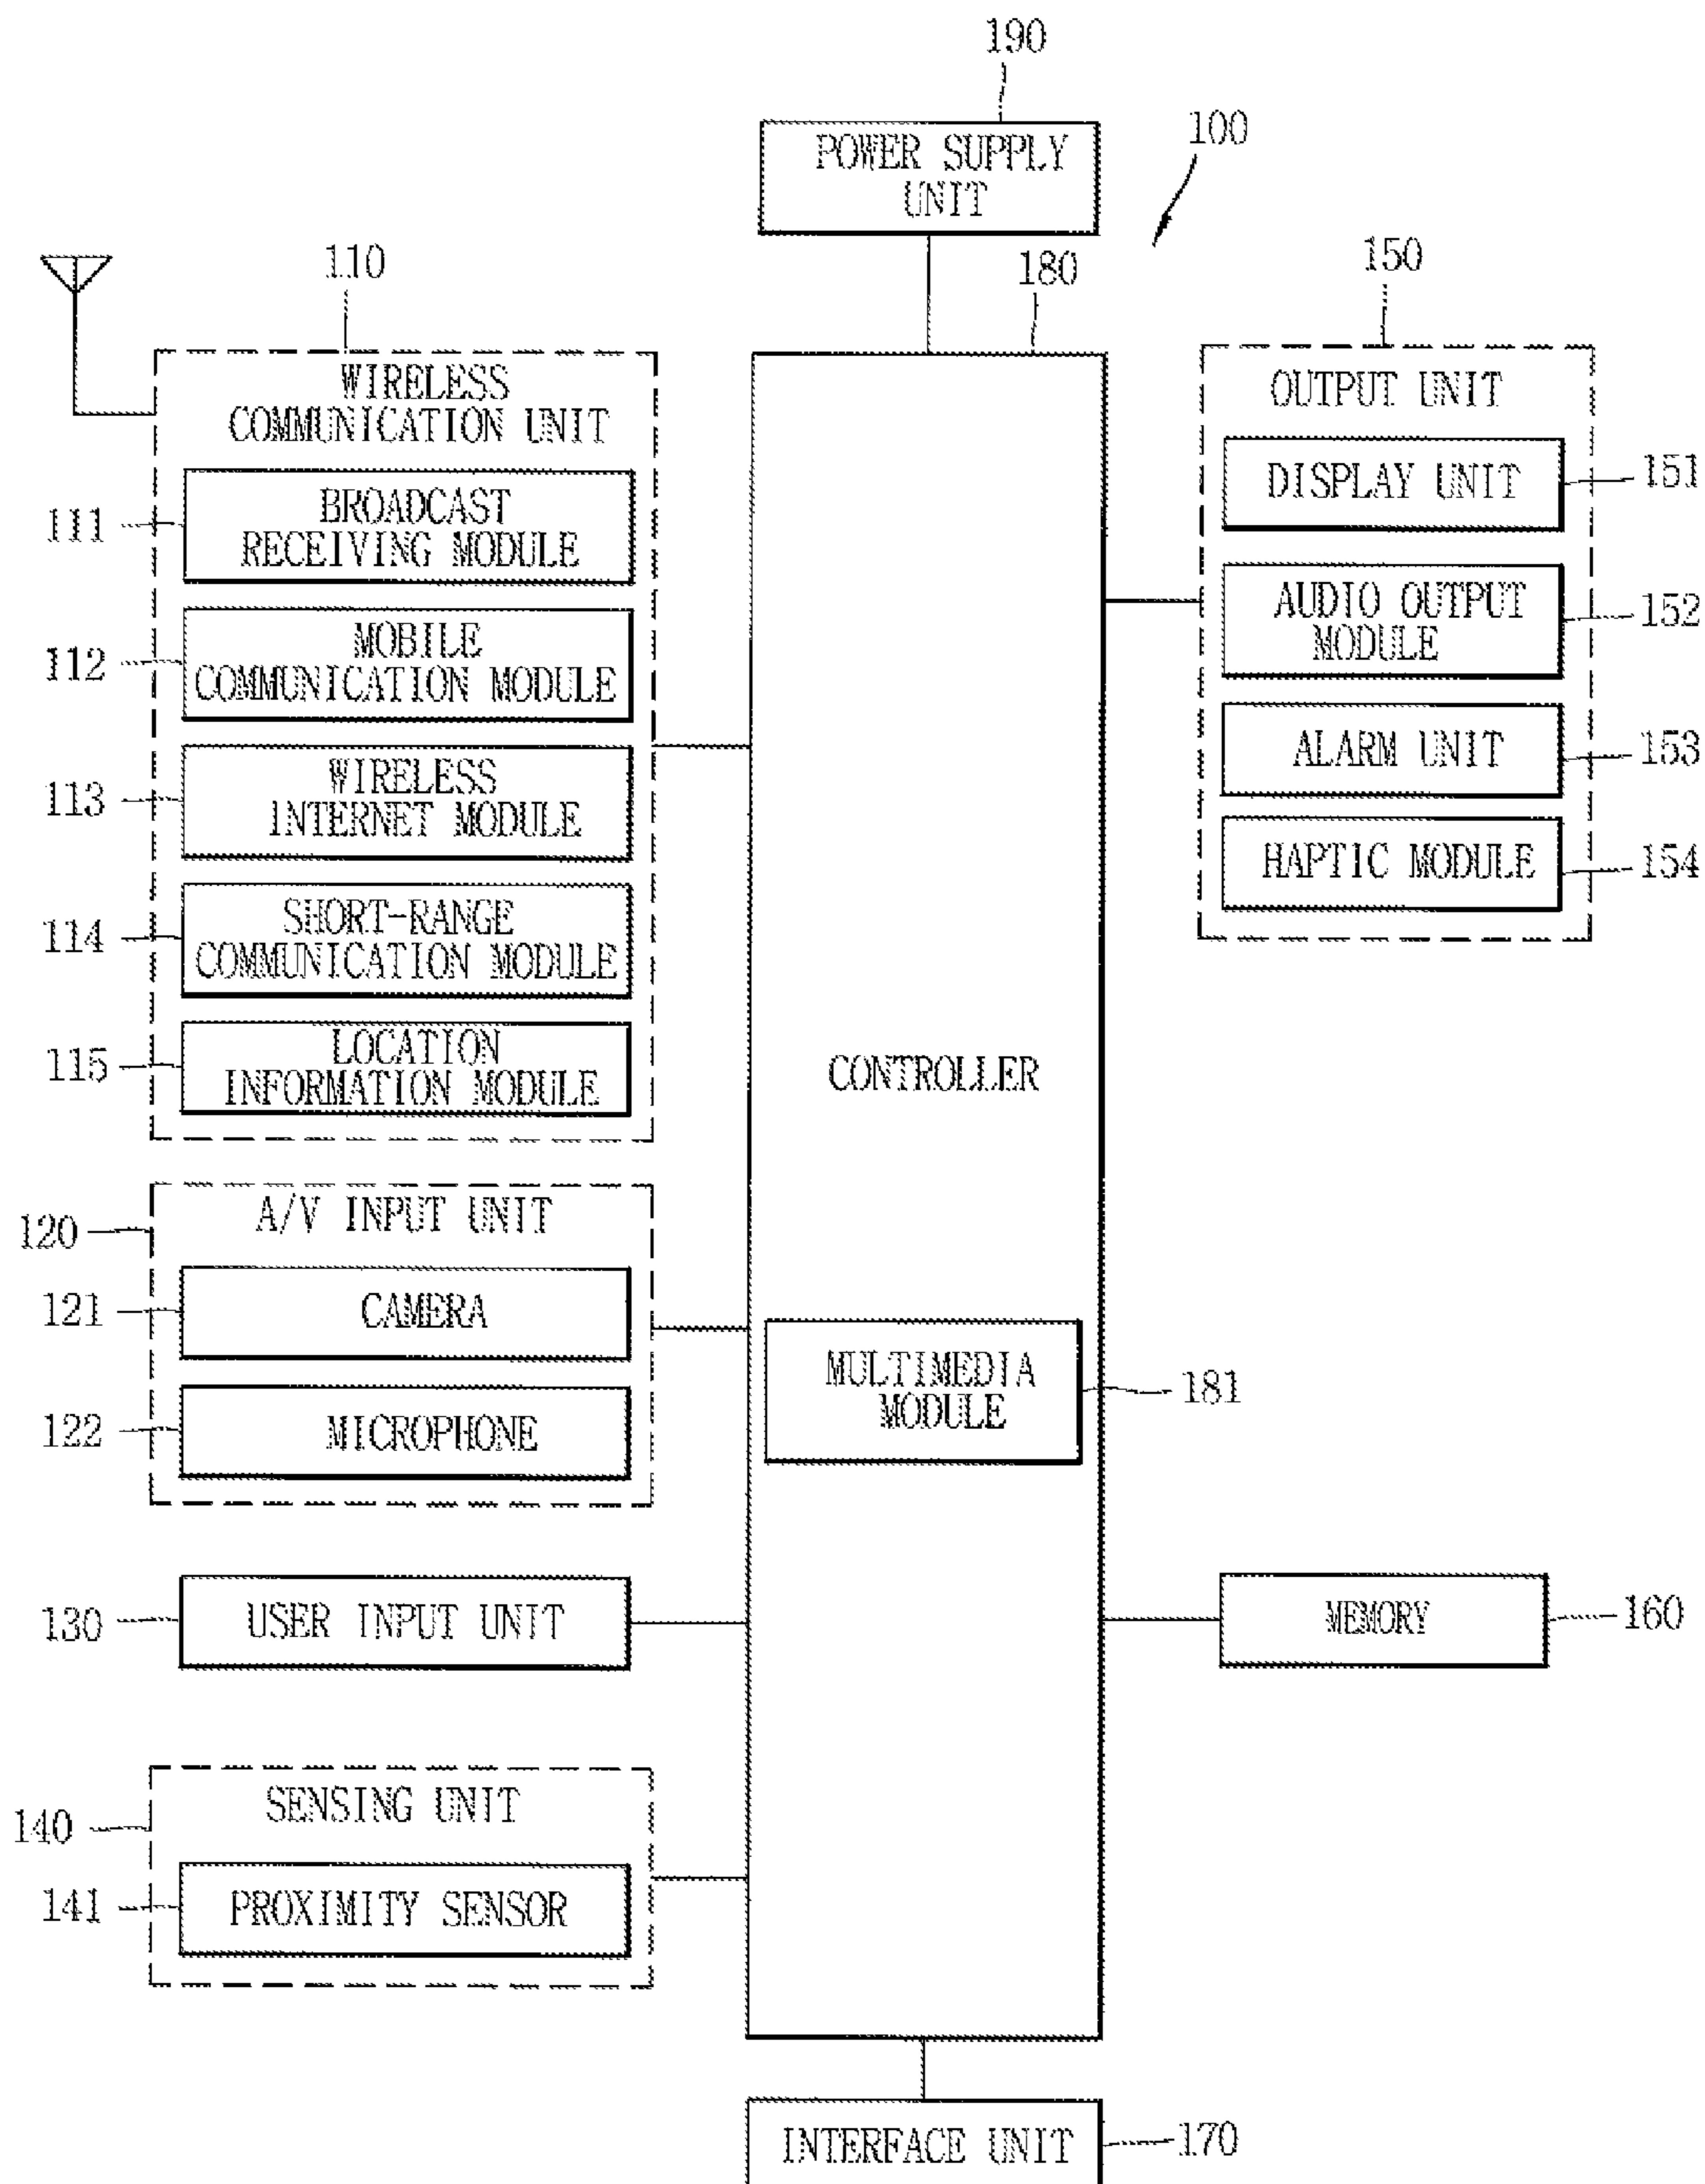 190
POWER SUPPLY
UNIT
100
110
180
150
WIRELESS
COMMUNICATION UNIT
111
BROADCAST
RECEIVING MODULE
112
MOBILE
COMMUNICATION MODULE
113
WIRELESS
INTERNET MODULE
114
SHORT-RANGE
COMMUNICATION MODULE
115
LOCATION
INFORMATION MODULE
120
A/V INPUT UNIT
121
CAMERA
122
MICROPHONE
130
USER INPUT UNIT
140
SENSING UNIT
141
PROXIMITY SENSOR
CONTROLLER
MULTIMEDIA
MODULE
181
OUTPUT UNIT
DISPLAY UNIT
151
AUDIO OUTPUT
MODULE
152
ALARM UNIT
153
HAPTIC MODULE
154
MEMORY
160
INTERFACE UNIT
170